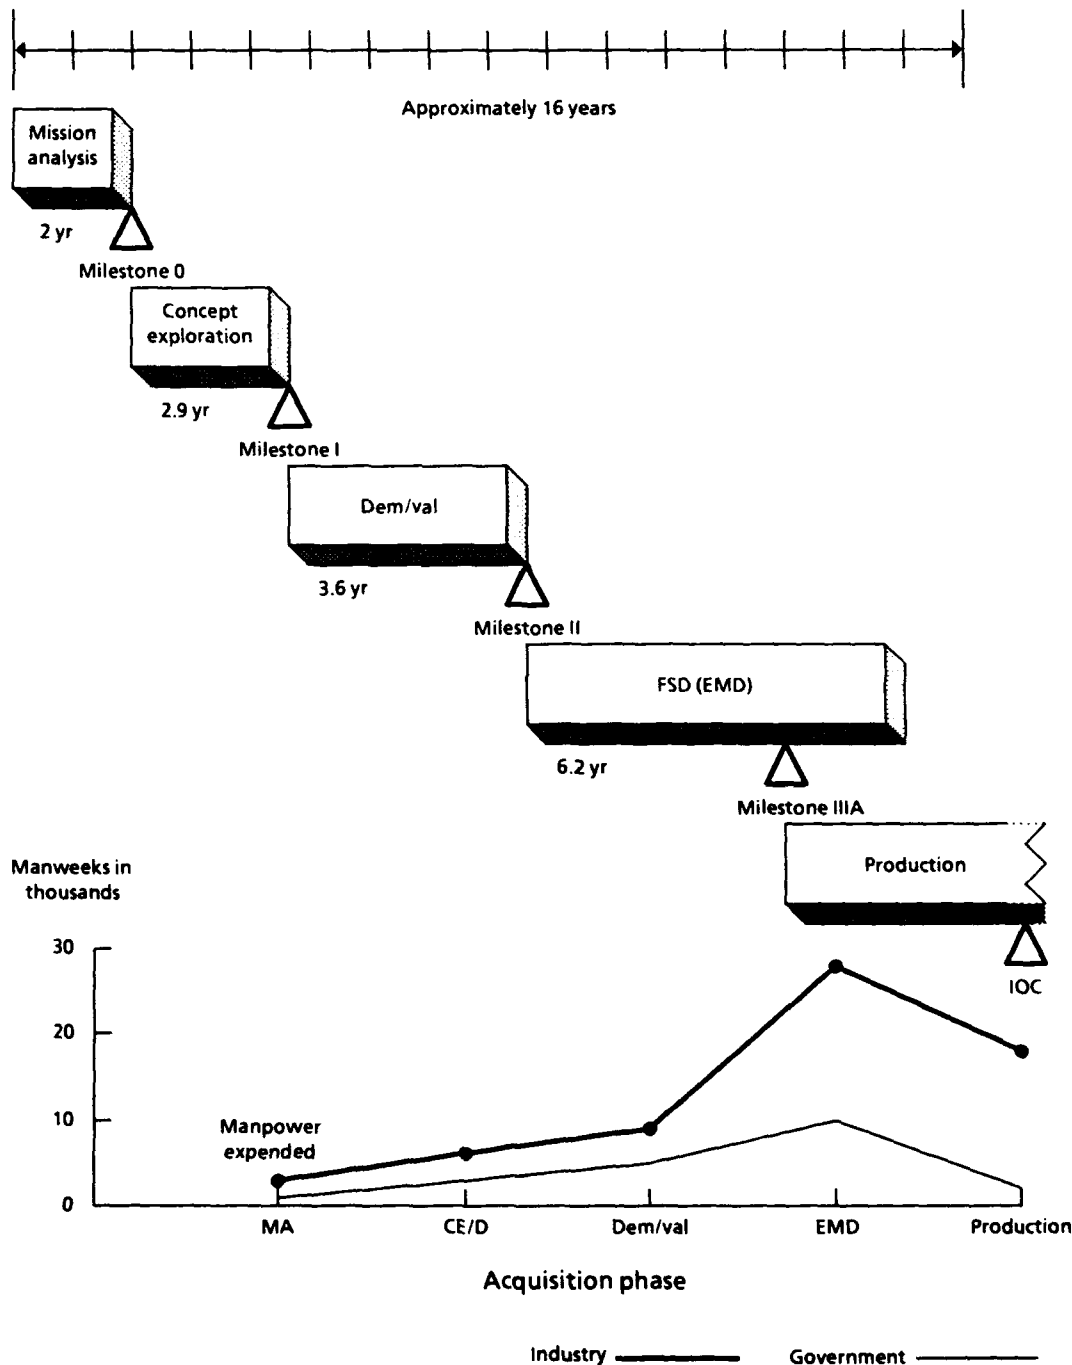 Approximately 16 years
Mission
analysis
2 yr
Milestone 0
Concept
exploration
2.9 yr
Milestone I
Dem/val
3.6 yr
Milestone II
FSD (EMD)
6.2 yr
Milestone IIIA
Production
IOC
Manweeks in
thousands
30
20
10
0
Manpower
expended
MA
CE/D
Dem/val
EMD
Production
Acquisition phase
Industry
Government